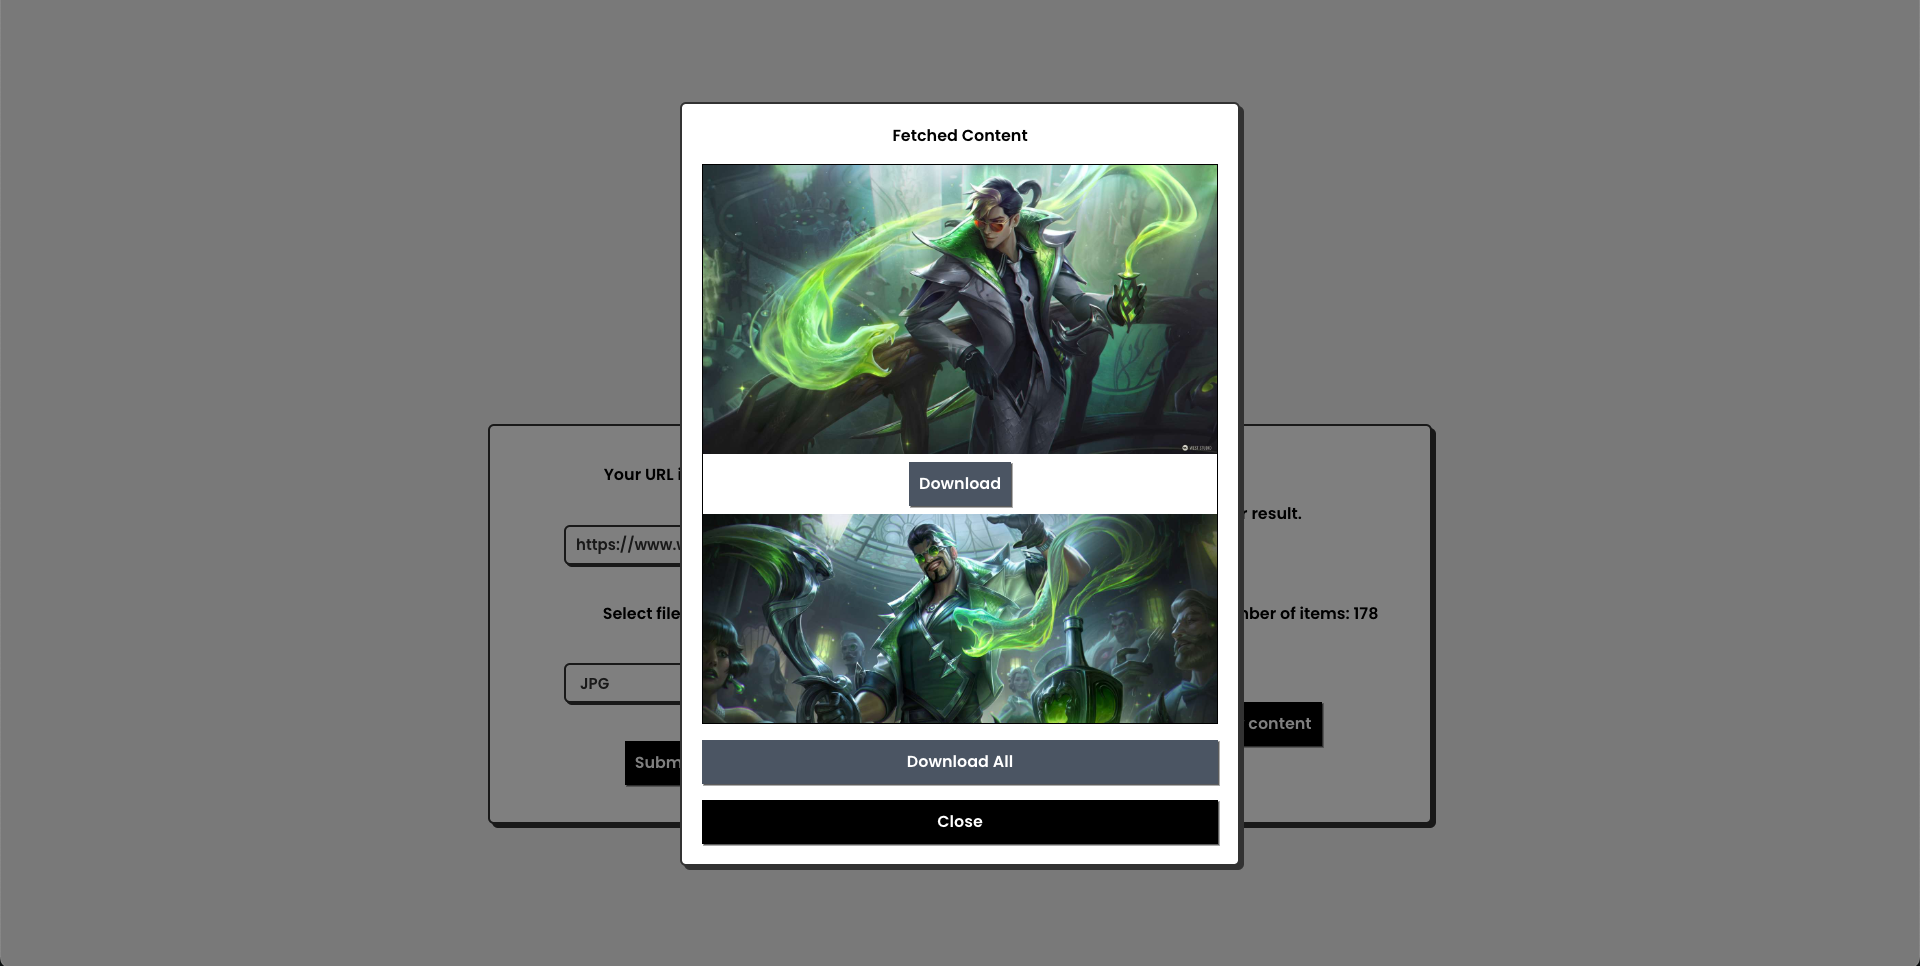 Fetched Content
Download
Download All
Close
Your URL i
https://www.
Select file
JPG
Subm
r result.
ber of items: 178
content